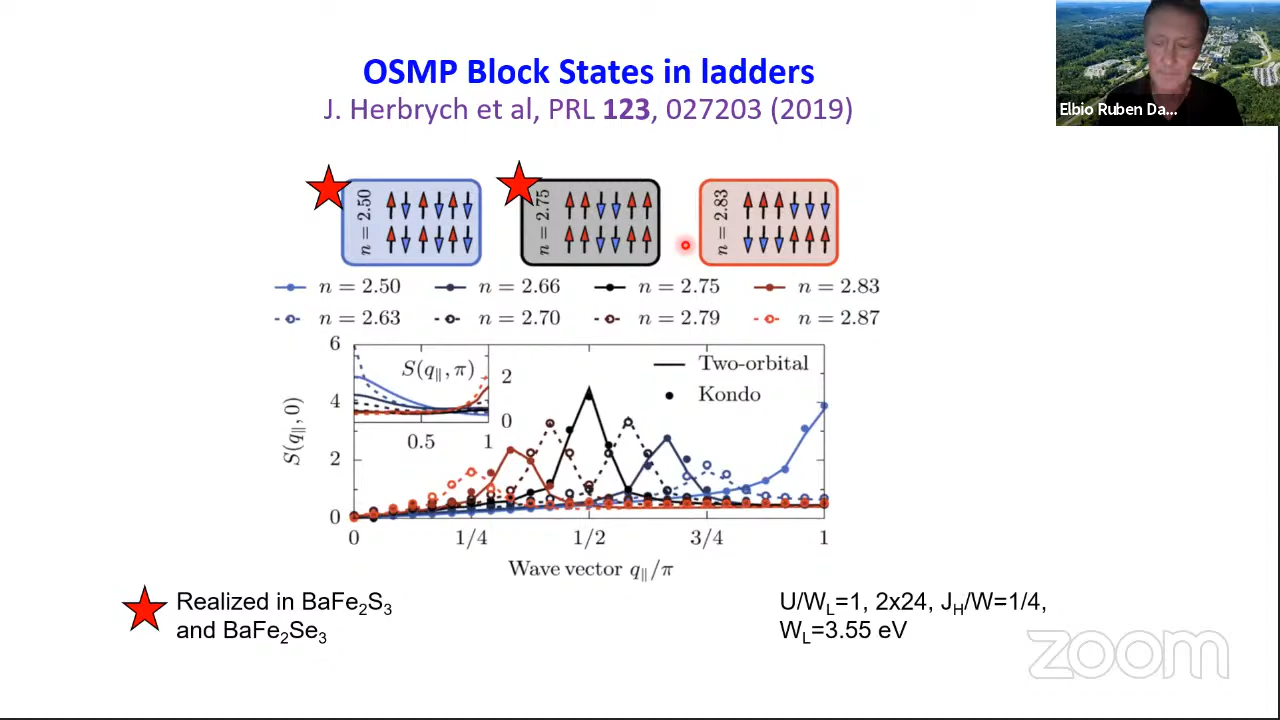 OSMP Block States in ladders
J. Herbrych et al, PRL 123, 027203 (2019)
Elbio Ruben Da...
n = 2.50
n = 2.75
n = 2.83
n = 2.50 n = 2.66 n = 2.75 n = 2.83
n = 2.63 n = 2.70 n = 2.79 n = 2.87
6
4
2
0
S(q∥, 0)
S(q∥, π)
2
0
0.5 1
Two-orbital
Kondo
0 1/4 1/2 3/4 1
Wave vector q∥/π
Realized in BaFe₂S₃
and BaFe₂Se₃
U/W_L=1, 2x24, J_H/W=1/4,
W_L=3.55 eV
zoom